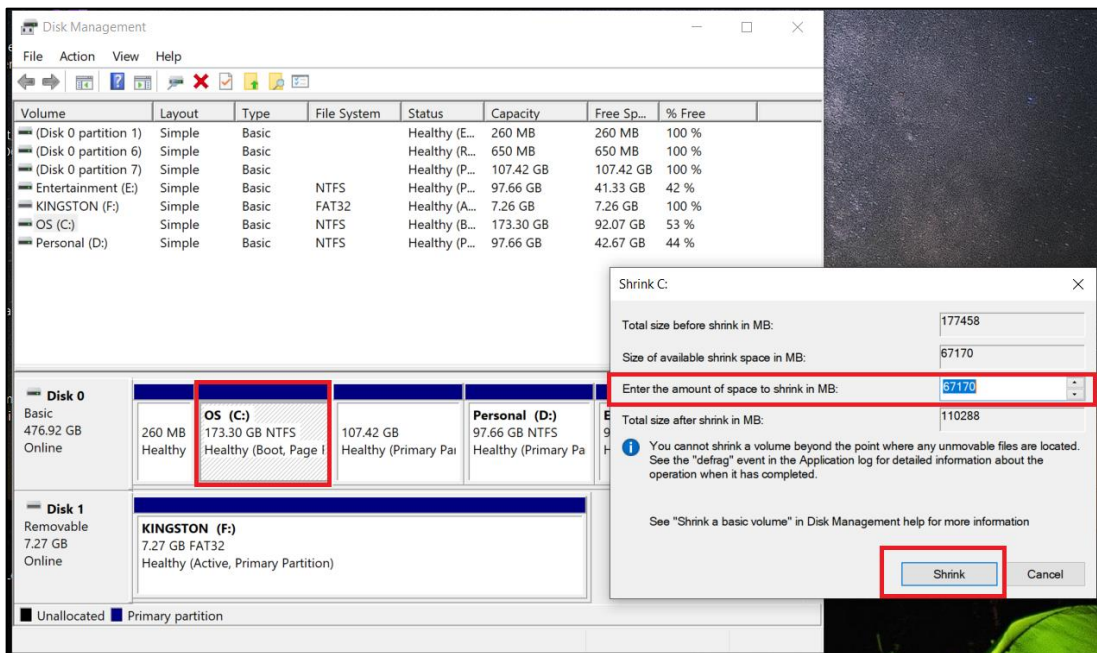 Disk Management
File Action View Help
Volume Layout Type File System Status Capacity Free Sp... % Free
(Disk 0 partition 1) Simple Basic Healthy (E... 260 MB 260 MB 100 %
(Disk 0 partition 6) Simple Basic Healthy (R... 650 MB 650 MB 100 %
(Disk 0 partition 7) Simple Basic Healthy (P... 107.42 GB 107.42 GB 100 %
Entertainment (E:) Simple Basic NTFS Healthy (P... 97.66 GB 41.33 GB 42 %
KINGSTON (F:) Simple Basic FAT32 Healthy (A... 7.26 GB 7.26 GB 100 %
OS (C:) Simple Basic NTFS Healthy (B... 173.30 GB 92.07 GB 53 %
Personal (D:) Simple Basic NTFS Healthy (P... 97.66 GB 42.67 GB 44 %
Shrink C:
Total size before shrink in MB: 177458
Size of available shrink space in MB: 67170
Enter the amount of space to shrink in MB: 67170
Total size after shrink in MB: 110288
You cannot shrink a volume beyond the point where any unmovable files are located.
See the "defrag" event in the Application log for detailed information about the
operation when it has completed.
See "Shrink a basic volume" in Disk Management help for more information
Shrink Cancel
Disk 0
Basic
476.92 GB
Online
260 MB
Healthy
OS (C:)
173.30 GB NTFS
Healthy (Boot, Page
107.42 GB
Healthy (Primary Par
Personal (D:)
97.66 GB NTFS
Healthy (Primary Pa
Disk 1
Removable
7.27 GB
Online
KINGSTON (F:)
7.27 GB FAT32
Healthy (Active, Primary Partition)
Unallocated Primary partition